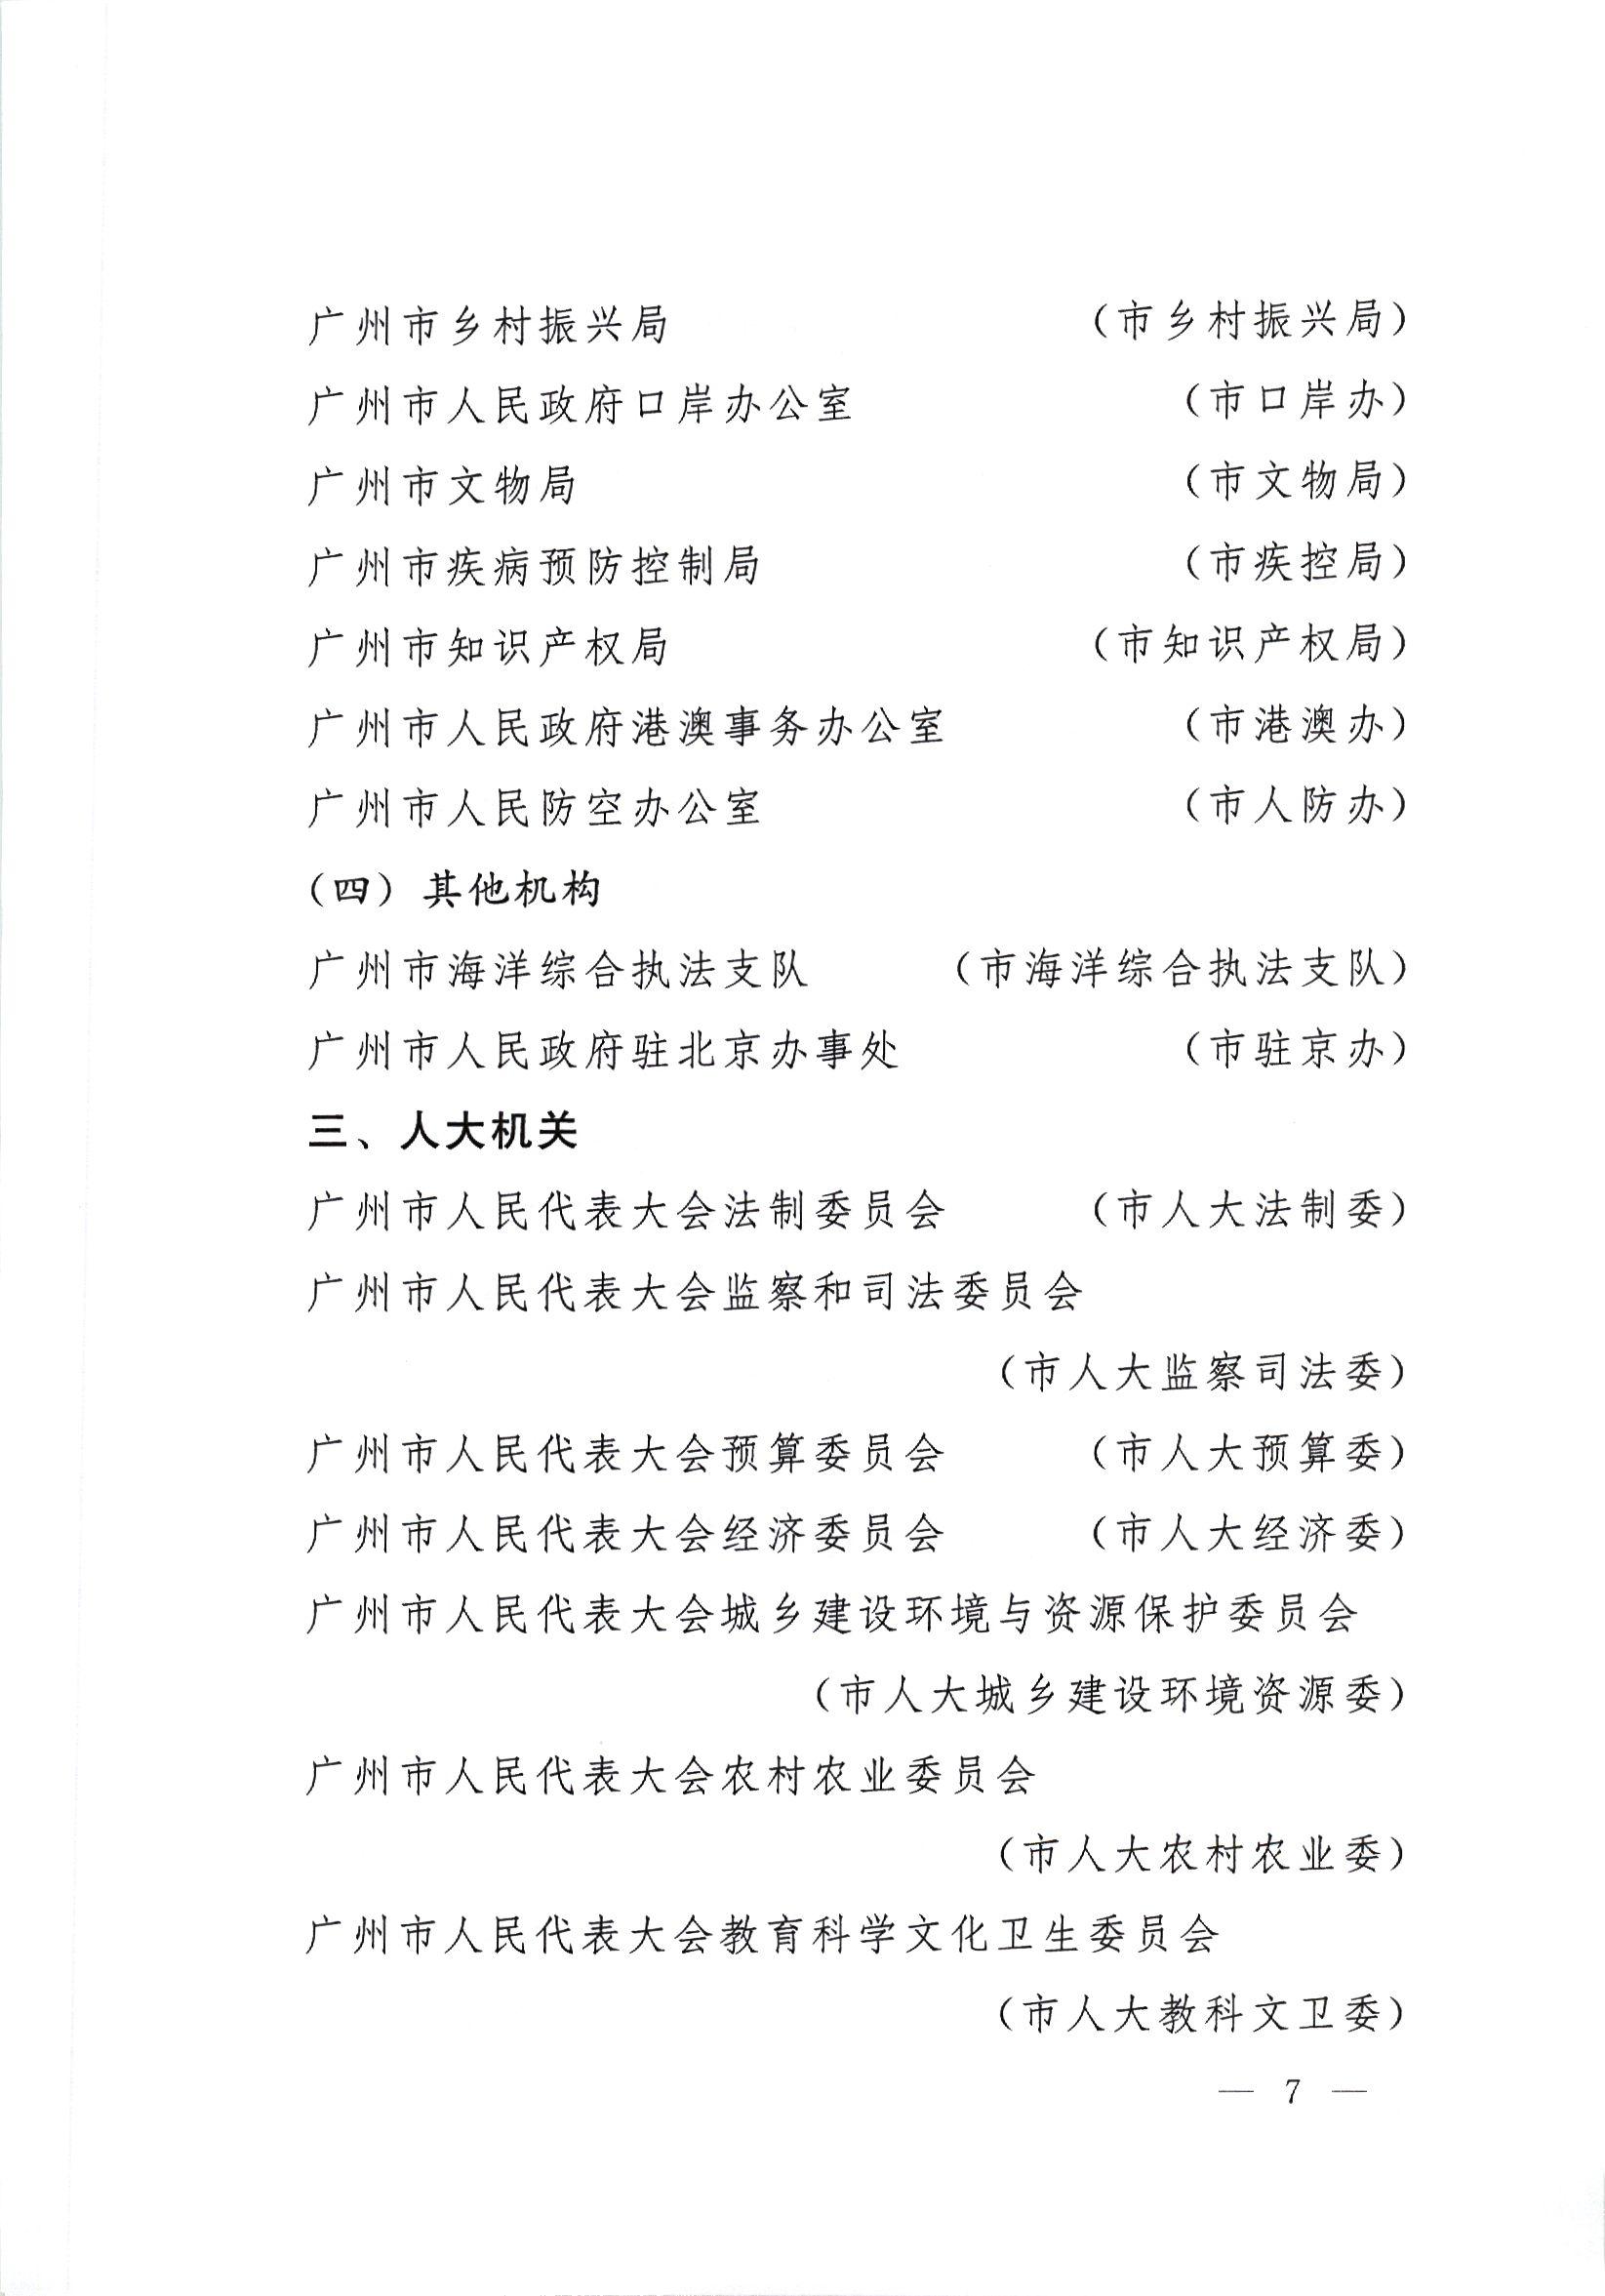 广州市乡村振兴局 （市乡村振兴局）
广州市人民政府口岸办公室 （市口岸办）
广州市文物局 （市文物局）
广州市疾病预防控制局 （市疾控局）
广州市知识产权局 （市知识产权局）
广州市人民政府港澳事务办公室 （市港澳办）
广州市人民防空办公室 （市人防办）
（四）其他机构
广州市海洋综合执法支队 （市海洋综合执法支队）
广州市人民政府驻北京办事处 （市驻京办）
三、人大机关
广州市人民代表大会法制委员会 （市人大法制委）
广州市人民代表大会监察和司法委员会
（市人大监察司法委）
广州市人民代表大会预算委员会 （市人大预算委）
广州市人民代表大会经济委员会 （市人大经济委）
广州市人民代表大会城乡建设环境与资源保护委员会
（市人大城乡建设环境资源委）
广州市人民代表大会农村农业委员会
（市人大农村农业委）
广州市人民代表大会教育科学文化卫生委员会
（市人大教科文卫委）
— 7 —